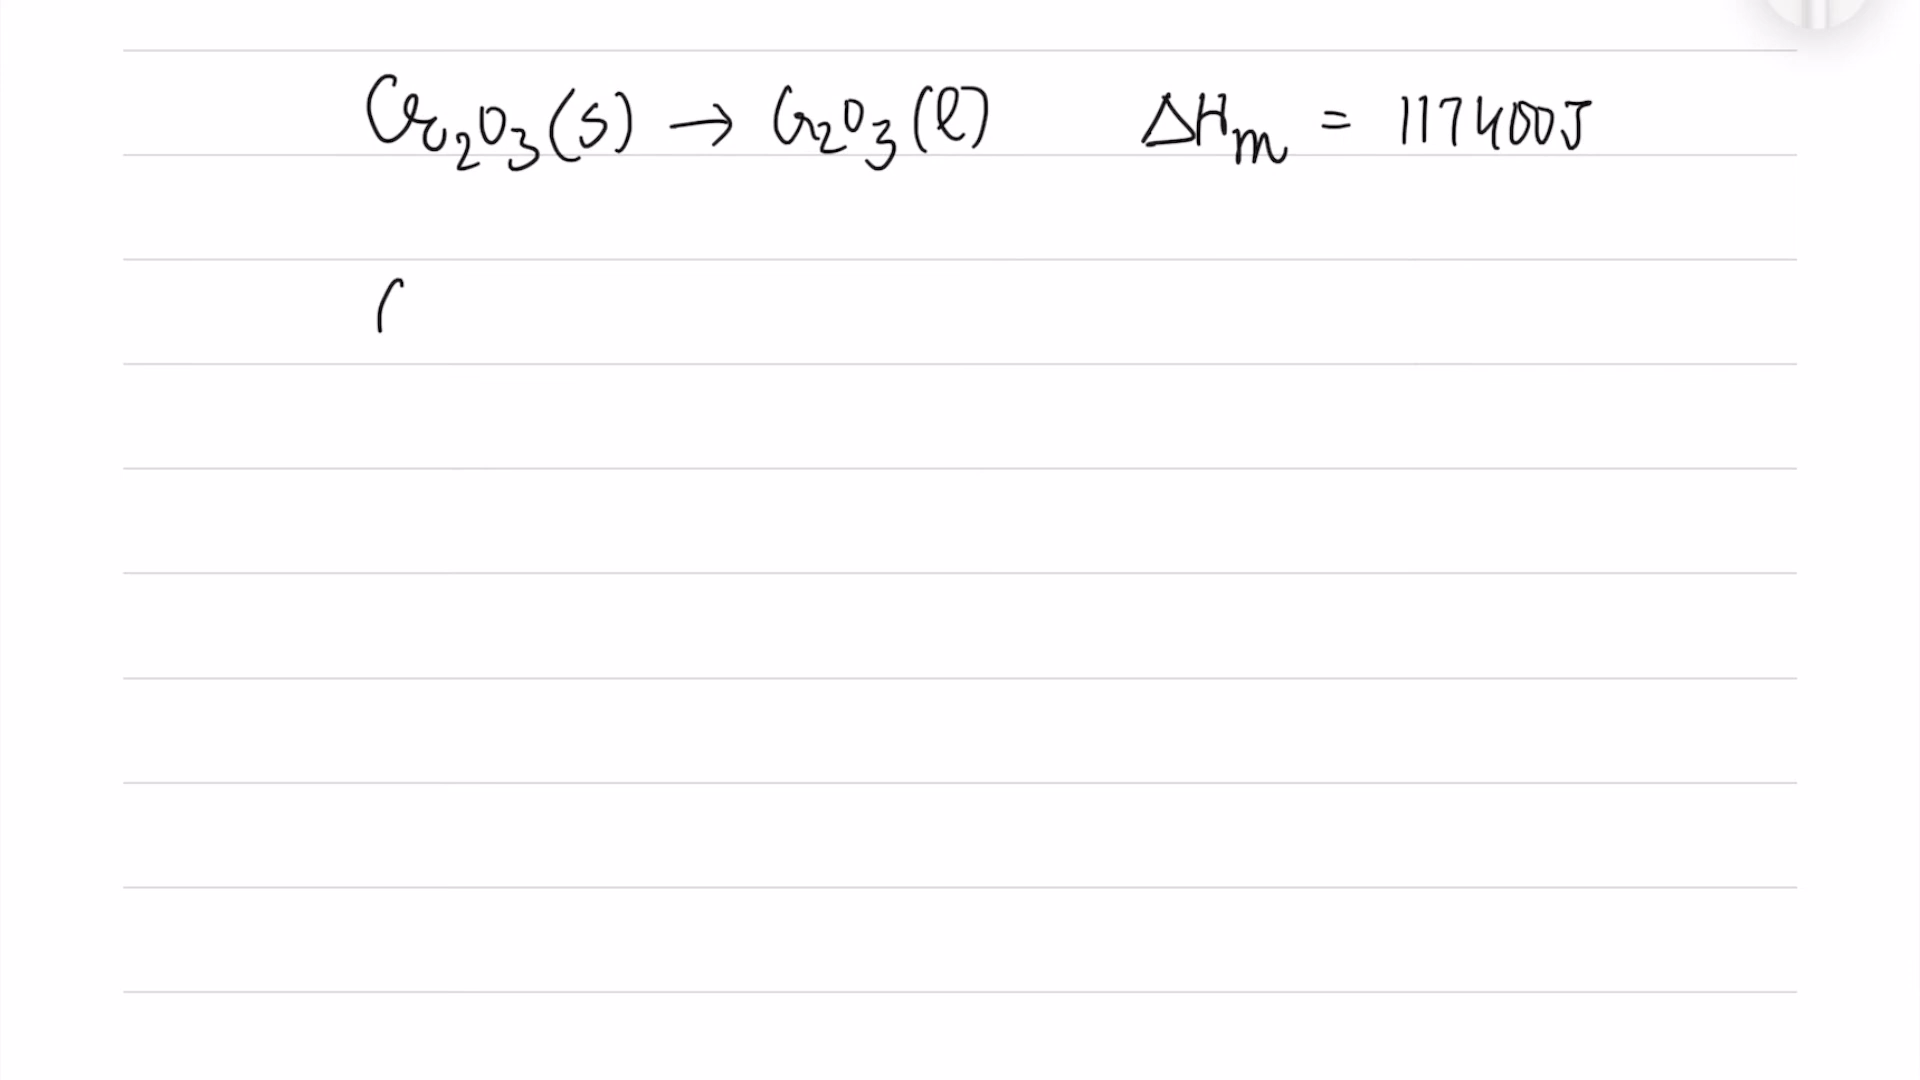 Cr₂O₃(s) → Cr₂O₃(l) ΔHₘ = 117400J
(